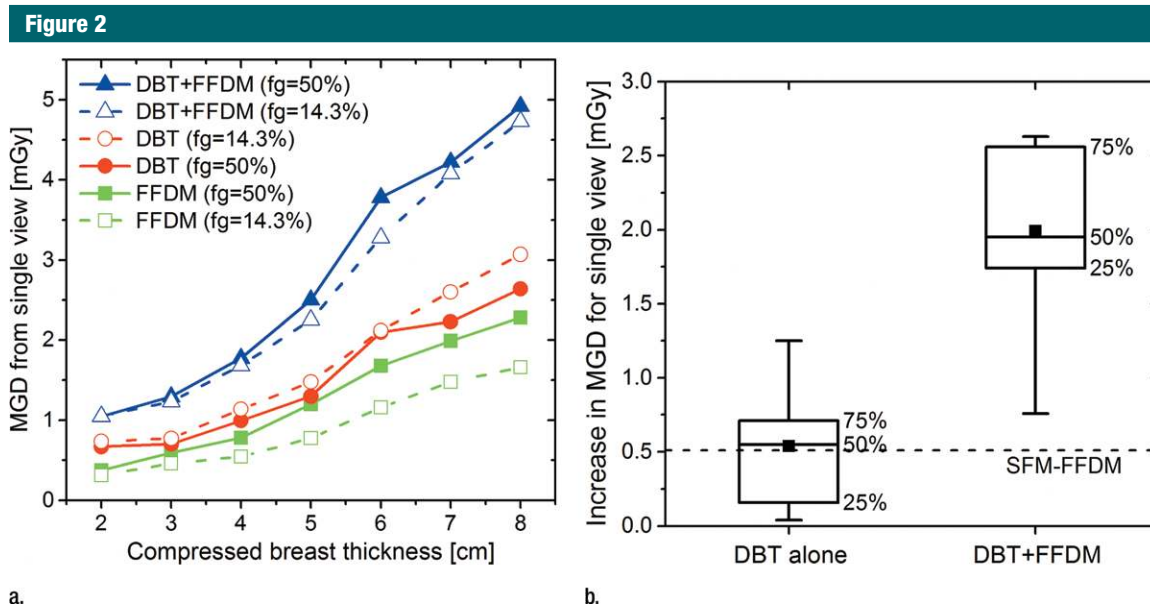 Figure 2
DBT+FFDM (fg=50%)
DBT+FFDM (fg=14.3%)
DBT (fg=14.3%)
DBT (fg=50%)
FFDM (fg=50%)
FFDM (fg=14.3%)
MGD from single view [mGy]
5
4
3
2
1
0
2 3 4 5 6 7 8
Compressed breast thickness [cm]
a.
Increase in MGD for single view [mGy]
3.0
2.5
2.0
1.5
1.0
0.5
0.0
75%
50%
25%
75%
50%
25%
SFM-FFDM
DBT alone DBT+FFDM
b.